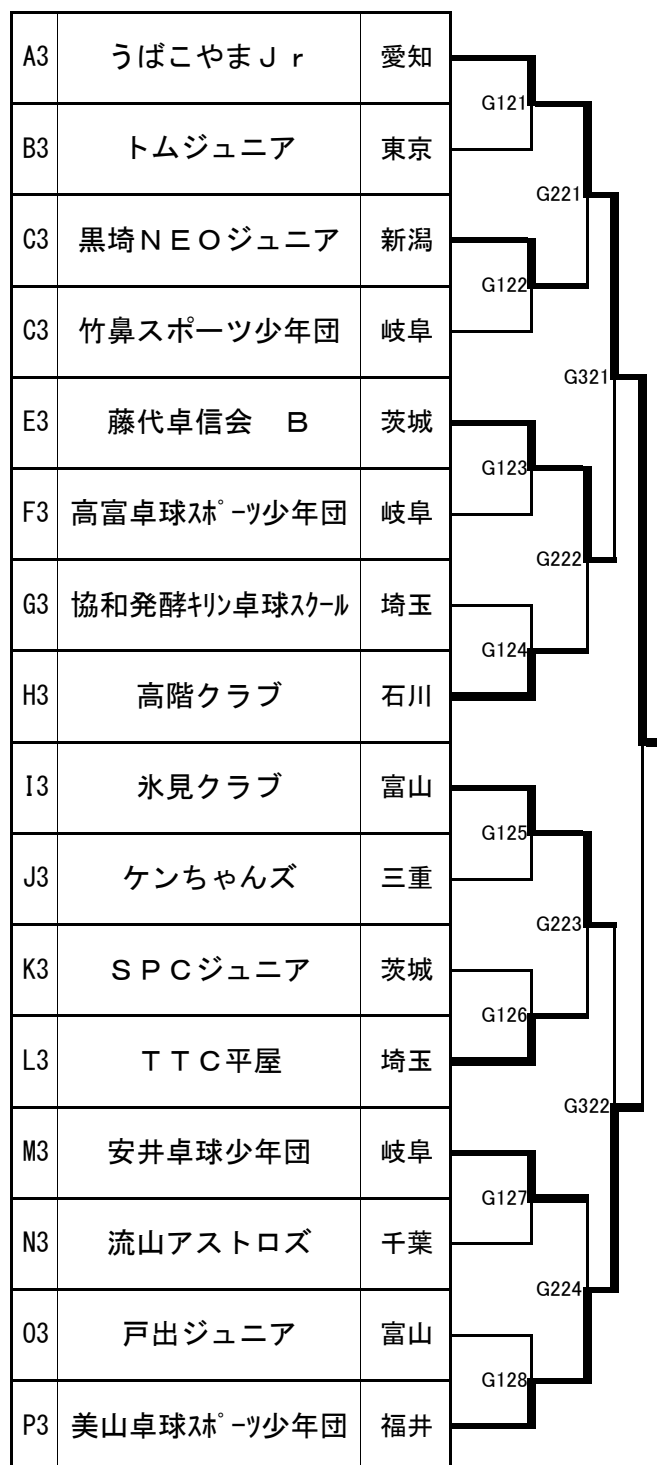 A3 うばこやまＪｒ 愛知
G121
B3 トムジュニア 東京
G221
C3 黒埼ＮＥＯジュニア 新潟
G122
C3 竹鼻スポーツ少年団 岐阜
G321
E3 藤代卓信会　Ｂ 茨城
G123
F3 高富卓球ｽﾎﾟｰﾂ少年団 岐阜
G222
G3 協和発酵ｷﾘﾝ卓球ｽｸｰﾙ 埼玉
G124
H3 高階クラブ 石川
I3 氷見クラブ 富山
G125
J3 ケンちゃんズ 三重
G223
K3 ＳＰＣジュニア 茨城
G126
L3 ＴＴＣ平屋 埼玉
G322
M3 安井卓球少年団 岐阜
G127
N3 流山アストロズ 千葉
G224
O3 戸出ジュニア 富山
G128
P3 美山卓球ｽﾎﾟｰﾂ少年団 福井